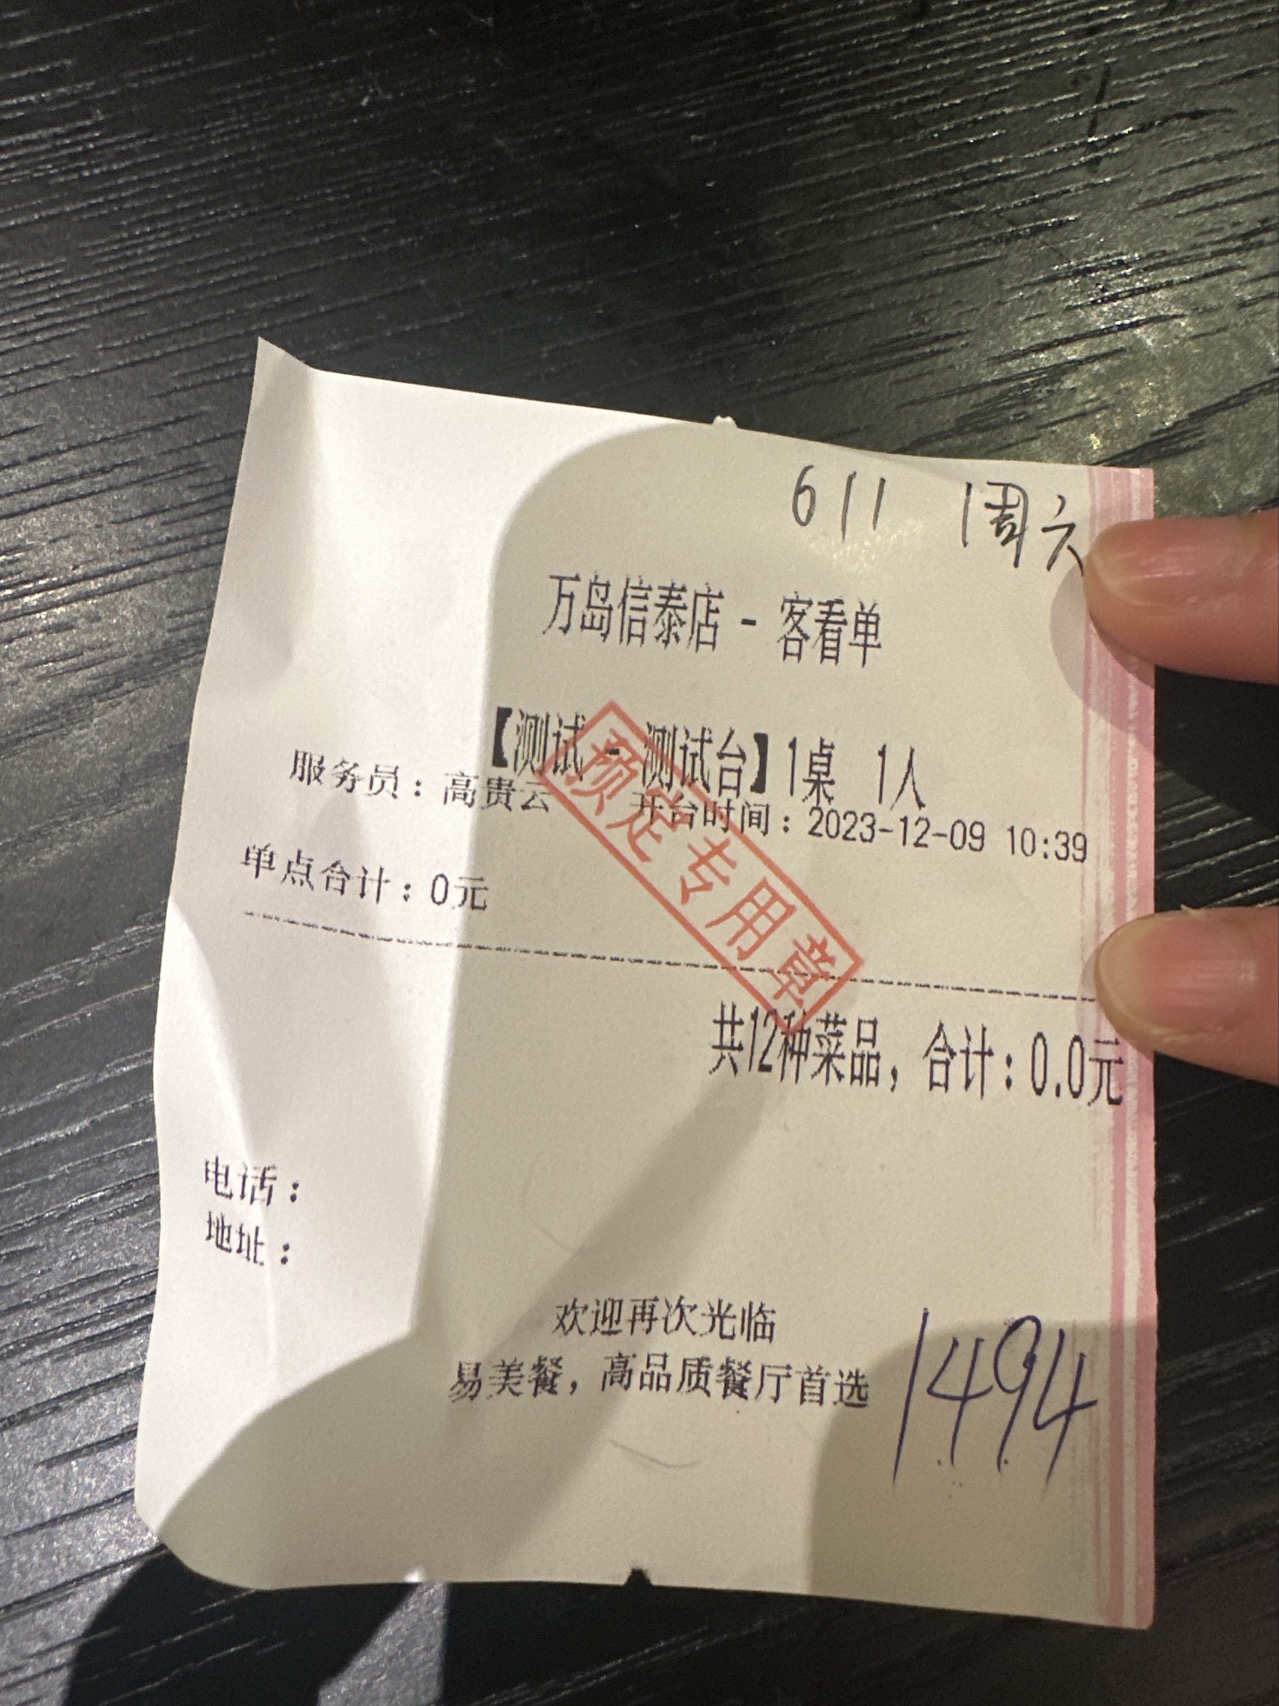 611 周六
万岛信泰店 - 客看单
【测试 - 测试台】1桌 1人
服务员：高贵云 开台时间：2023-12-09 10:39
单点合计：0元
预定专用章
共12种菜品，合计：0.0元
电话：
地址：
欢迎再次光临
易美餐，高品质餐厅首选
1494